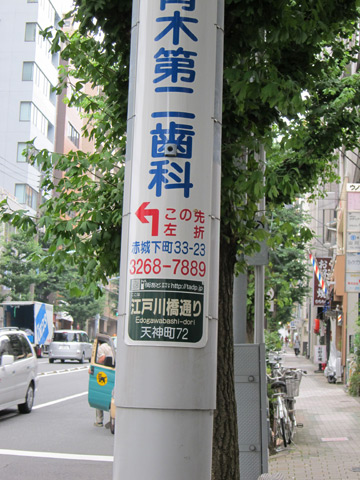 青木第二歯科
この先
左折
赤城下町33-23
3268-7889
江戸川橋通り
Edogawabashi-dori
天神町72